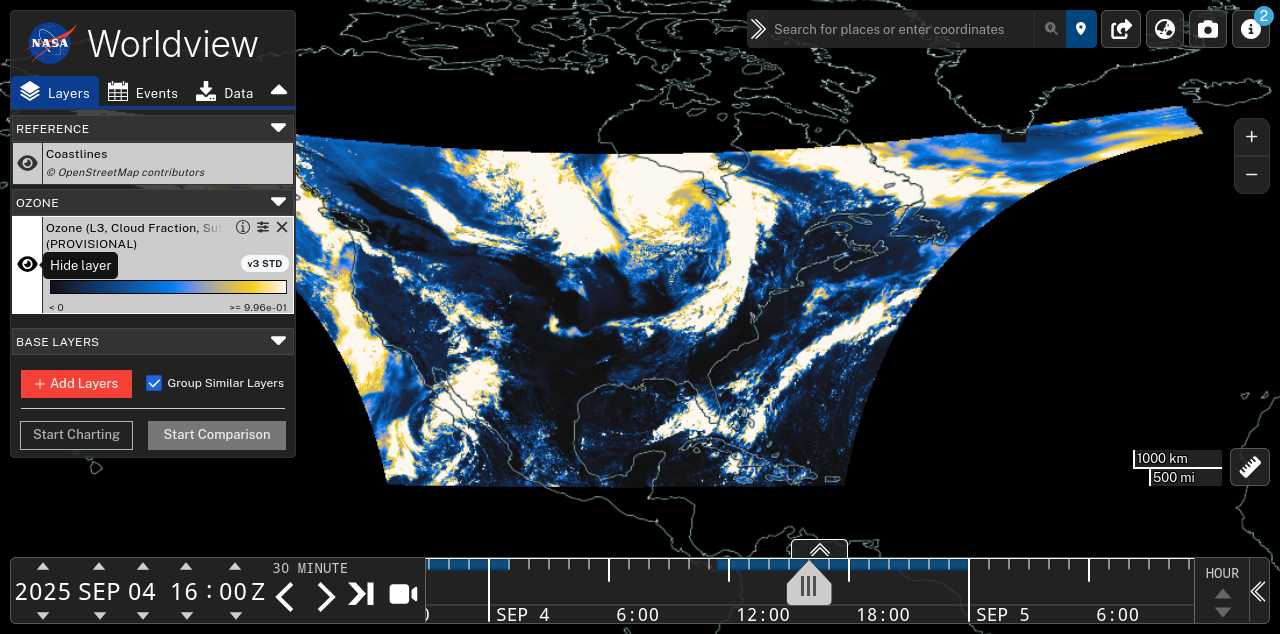 NASA Worldview
Search for places or enter coordinates
2
Layers Events Data
REFERENCE
Coastlines
© OpenStreetMap contributors
OZONE
Ozone (L3, Cloud Fraction,
(PROVISIONAL)
Hide layer
v3 STD
< 0 >= 9.96e-01
BASE LAYERS
+ Add Layers Group Similar Layers
Start Charting Start Comparison
+
−
1000 km
500 mi
2025 SEP 04 16 : 00 Z
30 MINUTE
SEP 4 6:00 12:00 18:00 SEP 5 6:00
HOUR